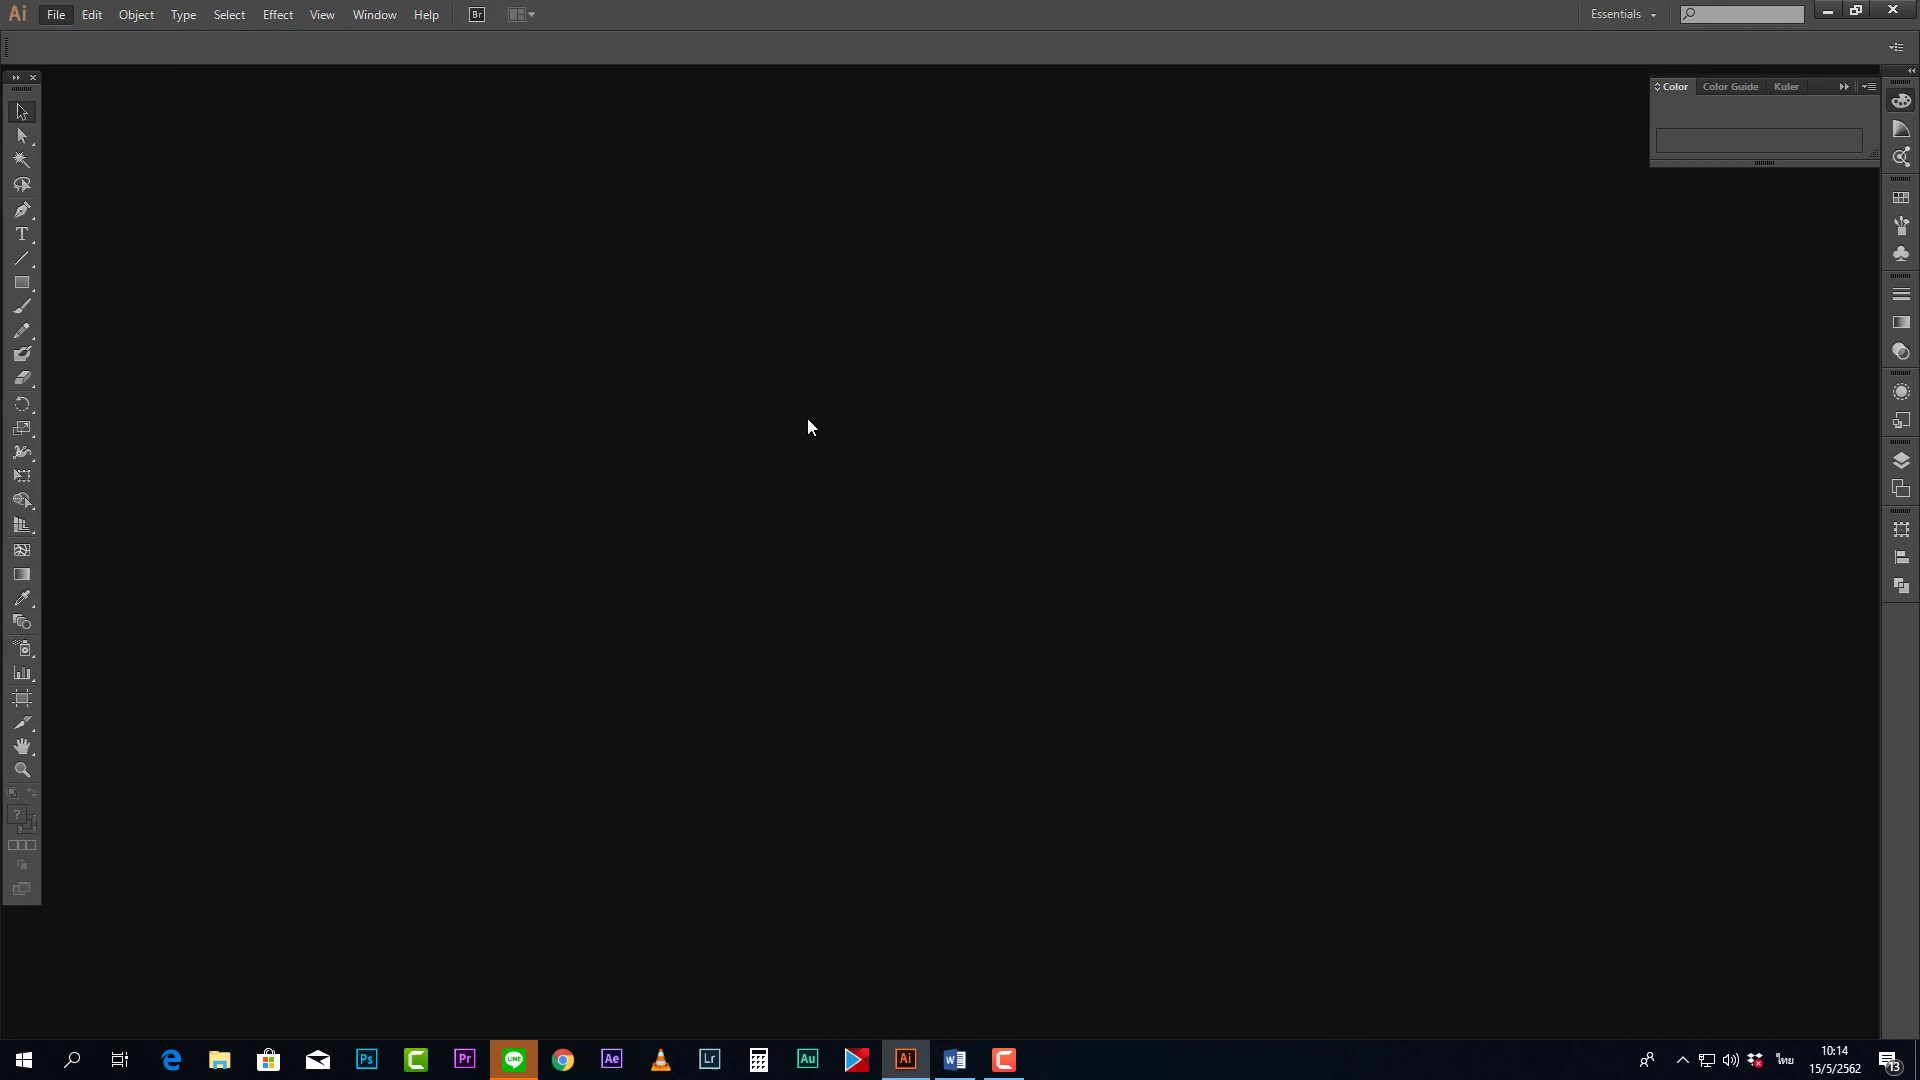 Ai File Edit Object Type Select Effect View Window Help Br Essentials
Color Color Guide Kuler
T
?
Ps Pr LINE Ae Lr Au Ai W ไทย 10:14
15/5/2562 13